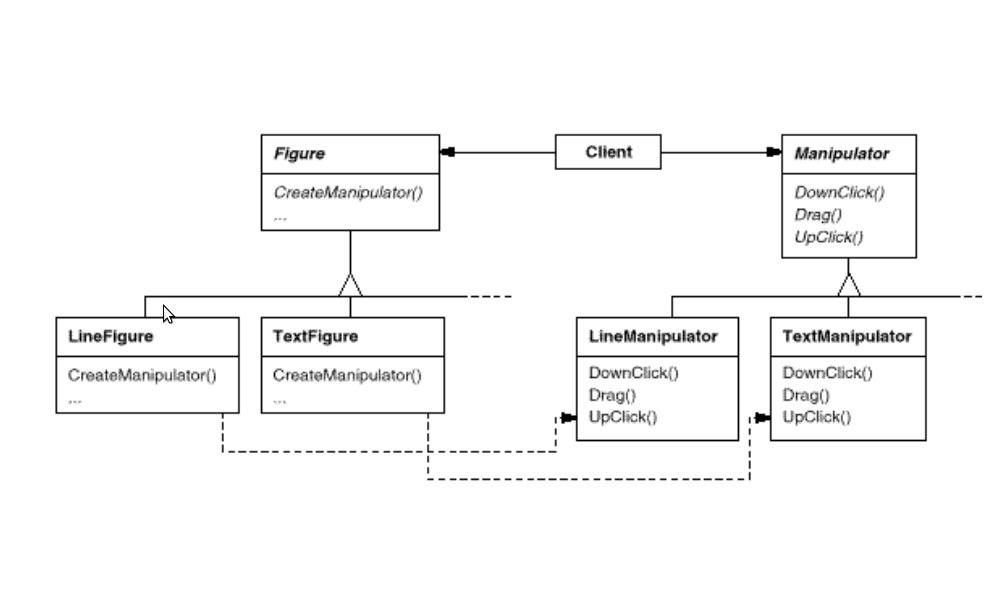 Figure
CreateManipulator()
...
Client
Manipulator
DownClick()
Drag()
UpClick()
LineFigure
CreateManipulator()
...
TextFigure
CreateManipulator()
...
LineManipulator
DownClick()
Drag()
UpClick()
TextManipulator
DownClick()
Drag()
UpClick()